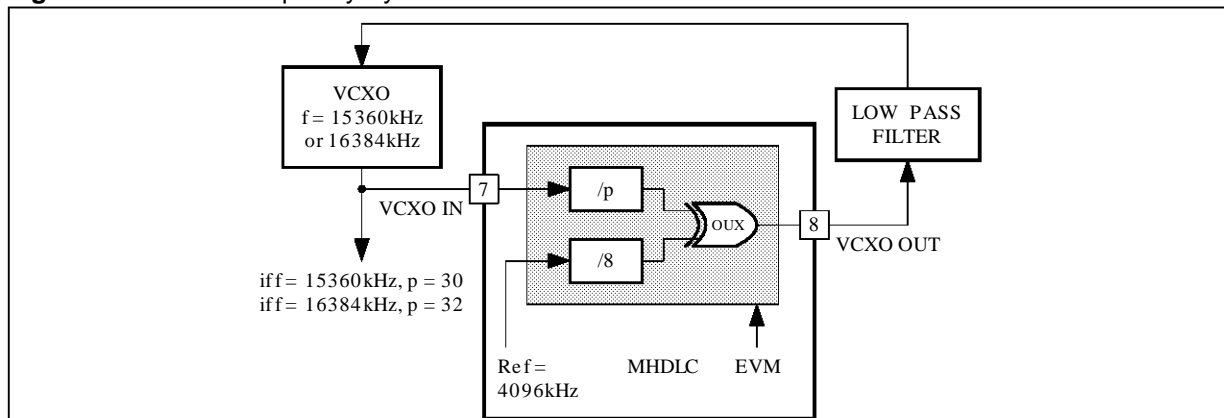 VCXO
f = 15360kHz
or 16384kHz
LOW PASS
FILTER
7
/p
OUX
8
VCXO IN
VCXO OUT
/8
if f = 15360kHz, p = 30
if f = 16384kHz, p = 32
Ref =
4096kHz
MHDLC
EVM